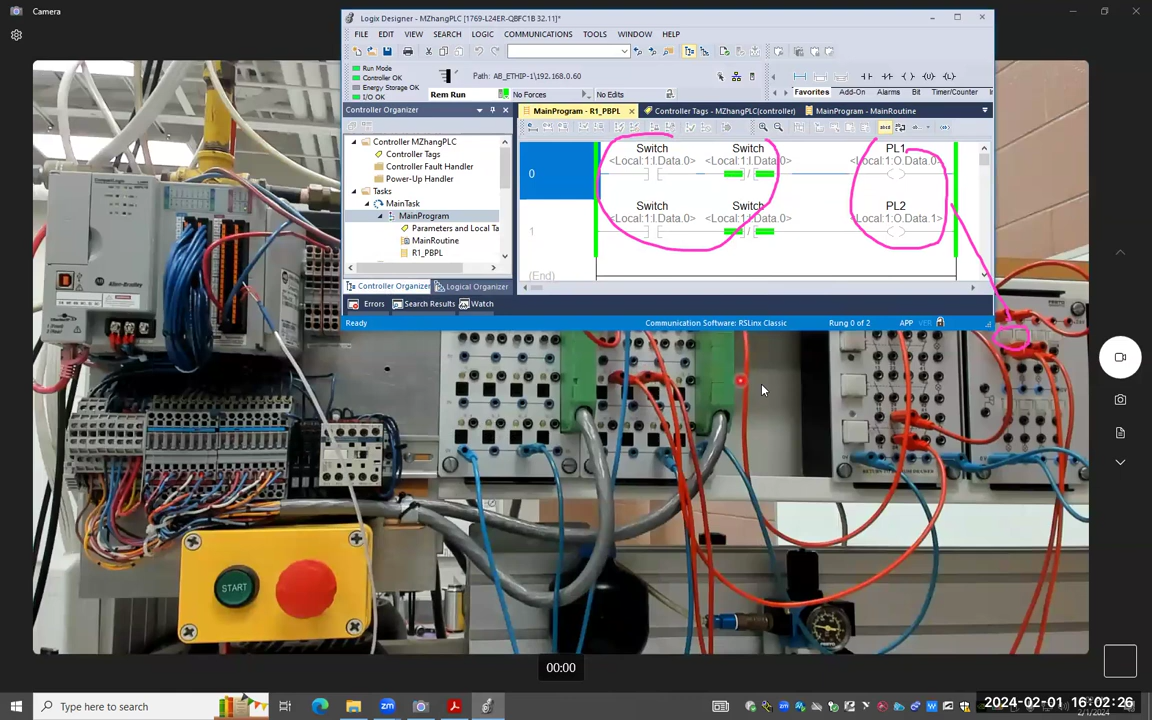 Camera
Logix Designer - MZhangPLC [1769-L24ER-QBFC1B 32.11]*
FILE EDIT VIEW SEARCH LOGIC COMMUNICATIONS TOOLS WINDOW HELP
Run Mode
Controller OK
Energy Storage OK
I/O OK
Path: AB_ETHIP-1\192.168.0.60
Rem Run No Forces No Edits
Favorites Add-On Alarms Bit Timer/Counter
Controller Organizer
MainProgram - R1_PBPL Controller Tags - MZhangPLC(controller) MainProgram - MainRoutine
Controller MZhangPLC
Controller Tags
Controller Fault Handler
Power-Up Handler
Tasks
MainTask
MainProgram
Parameters and Local Ta
MainRoutine
R1_PBPL
Controller Organizer Logical Organizer
Switch Switch PL1
<Local:1:I.Data.0> <Local:1:I.Data.0> <Local:1:O.Data.0>
0
Switch Switch PL2
<Local:1:I.Data.0> <Local:1:I.Data.0> <Local:1:O.Data.1>
1
(End)
Errors Search Results Watch
Ready Communication Software: RSLinx Classic Rung 0 of 2 APP VER
START
00:00
Type here to search
2024-02-01 16:02:26
2/1/2024